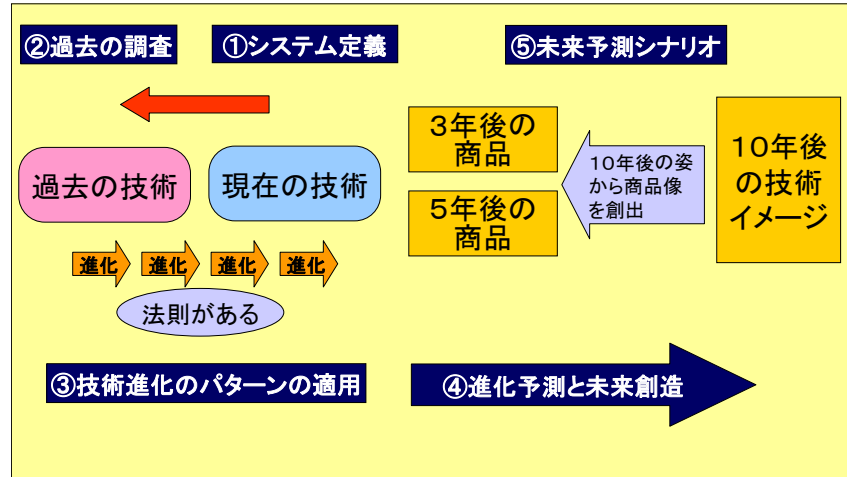 ②過去の調査
①システム定義
⑤未来予測シナリオ
過去の技術
現在の技術
3年後の
商品
5年後の
商品
10年後の姿
から商品像
を創出
10年後
の技術
イメージ
進化
進化
進化
進化
法則がある
③技術進化のパターンの適用
④進化予測と未来創造